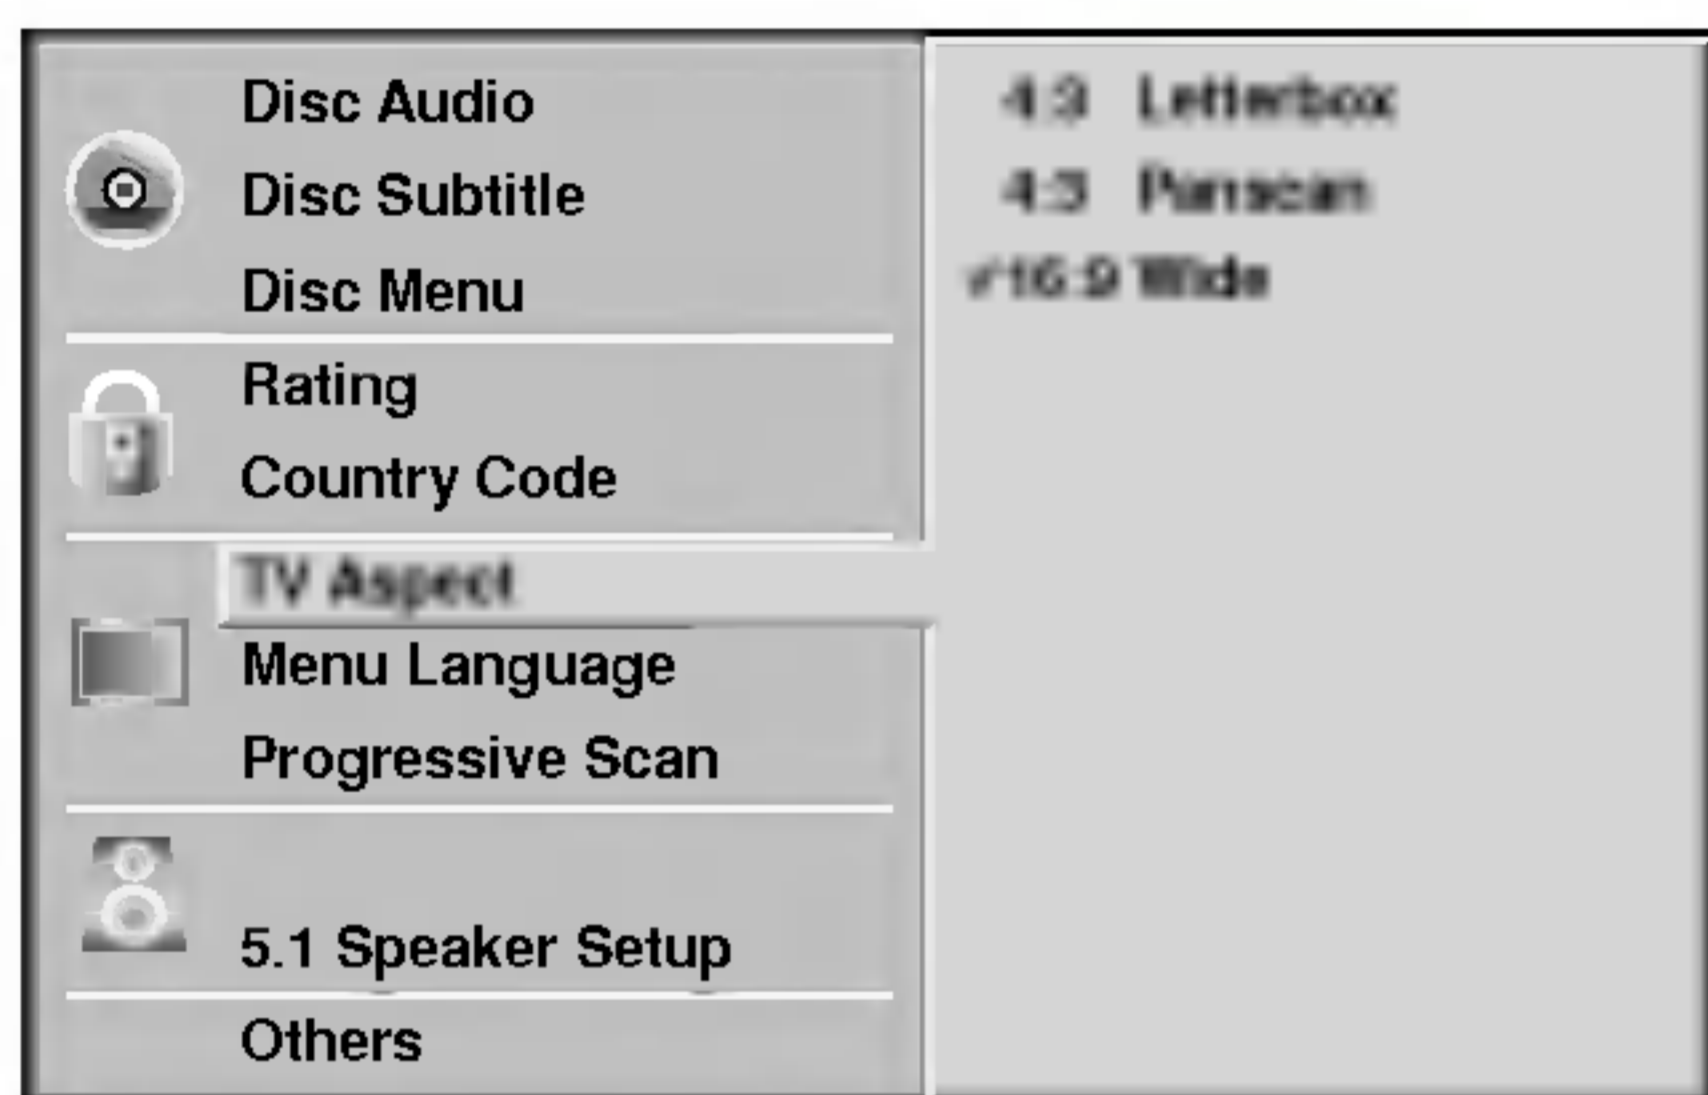 Disc Audio
Disc Subtitle
Disc Menu
Rating
Country Code
TV Aspect
Menu Language
Progressive Scan
5.1 Speaker Setup
Others
4:3 Letterbox
4:3 Panscan
✓16:9 Wide